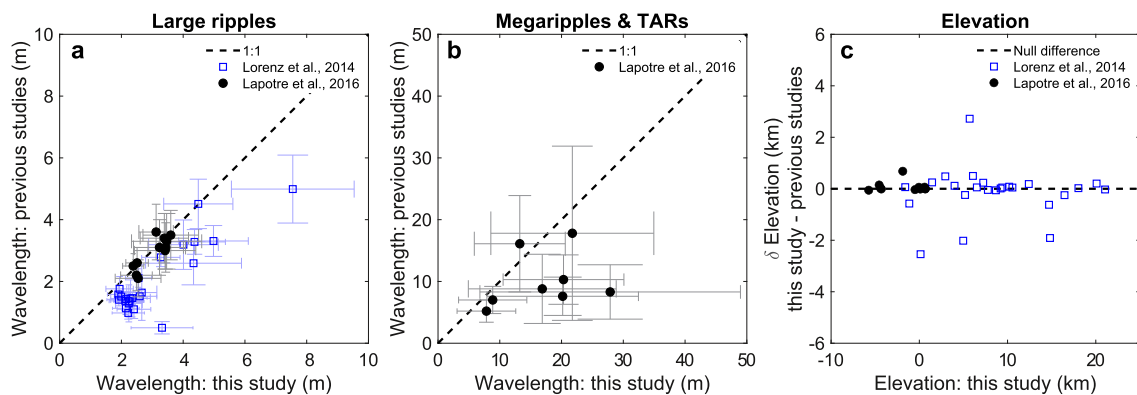 Large ripples
a
1:1
Lorenz et al., 2014
Lapotre et al., 2016
Wavelength: previous studies (m)
10
8
6
4
2
0
0 2 4 6 8 10
Wavelength: this study (m)
Megaripples & TARs
b
1:1
Lapotre et al., 2016
Wavelength: previous studies (m)
50
40
30
20
10
0
0 10 20 30 40 50
Wavelength: this study (m)
Elevation
c
Null difference
Lorenz et al., 2014
Lapotre et al., 2016
δ Elevation (km)
this study - previous studies
6
4
2
0
-2
-4
-6
-10 0 10 20
Elevation: this study (km)